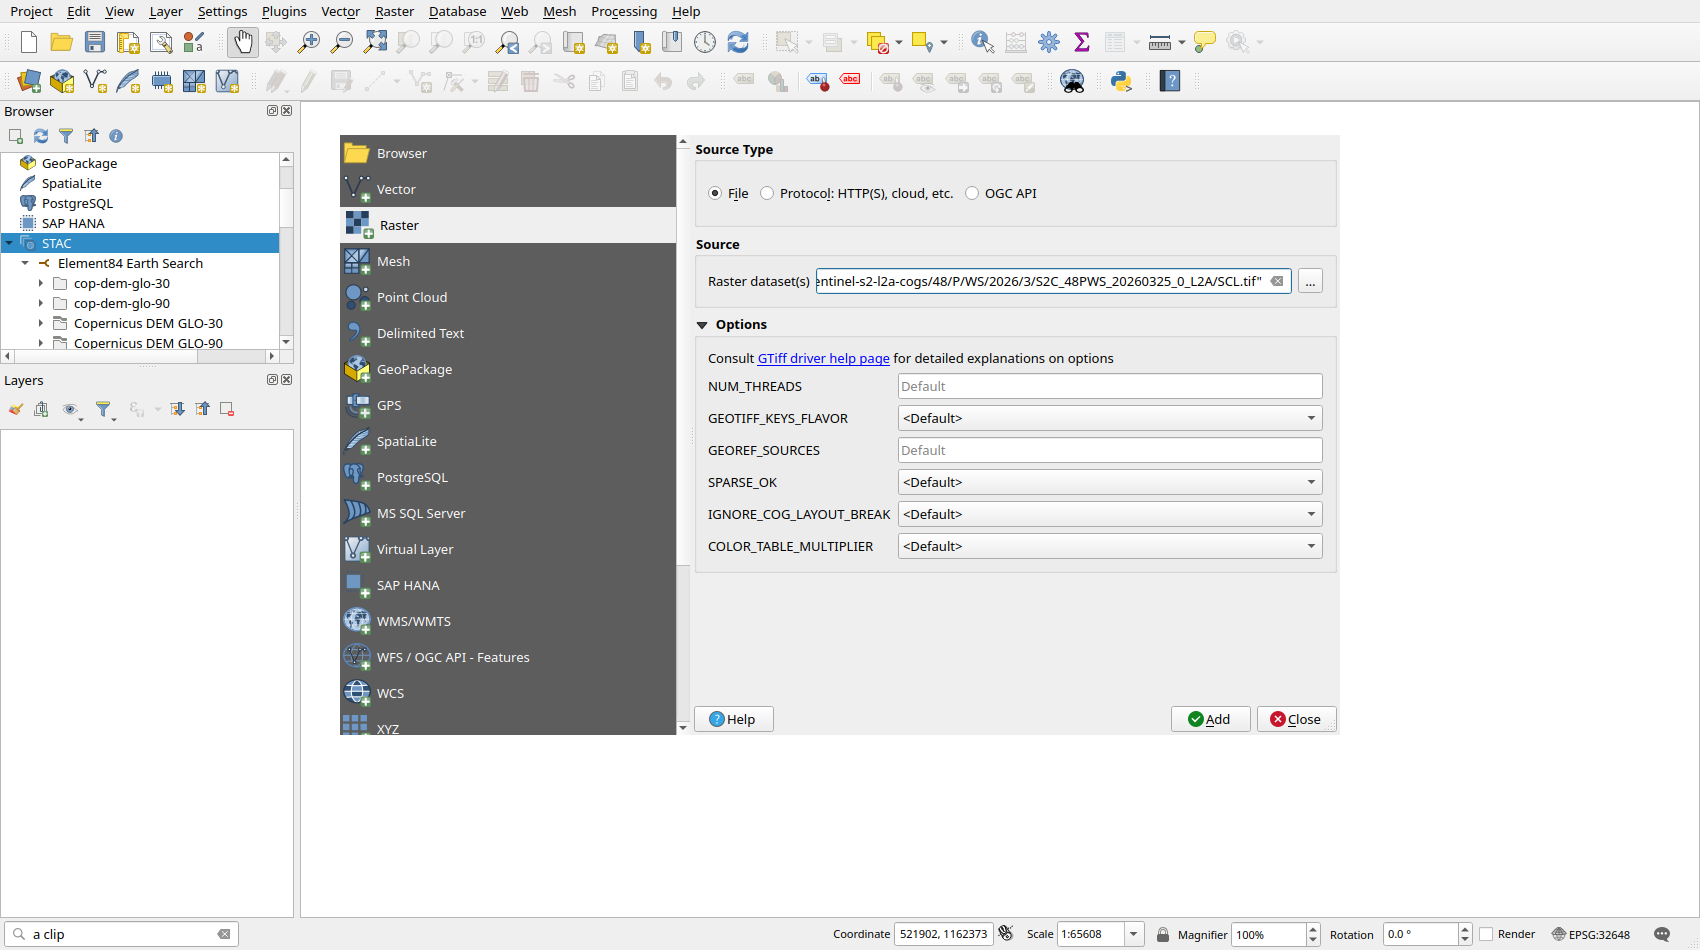 Project Edit View Layer Settings Plugins Vector Raster Database Web Mesh Processing Help
Browser
GeoPackage
SpatiaLite
PostgreSQL
SAP HANA
STAC
Element84 Earth Search
cop-dem-glo-30
cop-dem-glo-90
Copernicus DEM GLO-30
Copernicus DEM GLO-90
Layers
Browser
Vector
Raster
Mesh
Point Cloud
Delimited Text
GeoPackage
GPS
SpatiaLite
PostgreSQL
MS SQL Server
Virtual Layer
SAP HANA
WMS/WMTS
WFS / OGC API - Features
WCS
XYZ
Source Type
File Protocol: HTTP(S), cloud, etc. OGC API
Source
Raster dataset(s) entinel-s2-l2a-cogs/48/P/WS/2026/3/S2C_48PWS_20260325_0_L2A/SCL.tif" ...
Options
Consult GTiff driver help page for detailed explanations on options
NUM_THREADS Default
GEOTIFF_KEYS_FLAVOR <Default>
GEOREF_SOURCES Default
SPARSE_OK <Default>
IGNORE_COG_LAYOUT_BREAK <Default>
COLOR_TABLE_MULTIPLIER <Default>
Help Add Close
a clip Coordinate 521902, 1162373 Scale 1:65608 Magnifier 100% Rotation 0.0 ° Render EPSG:32648